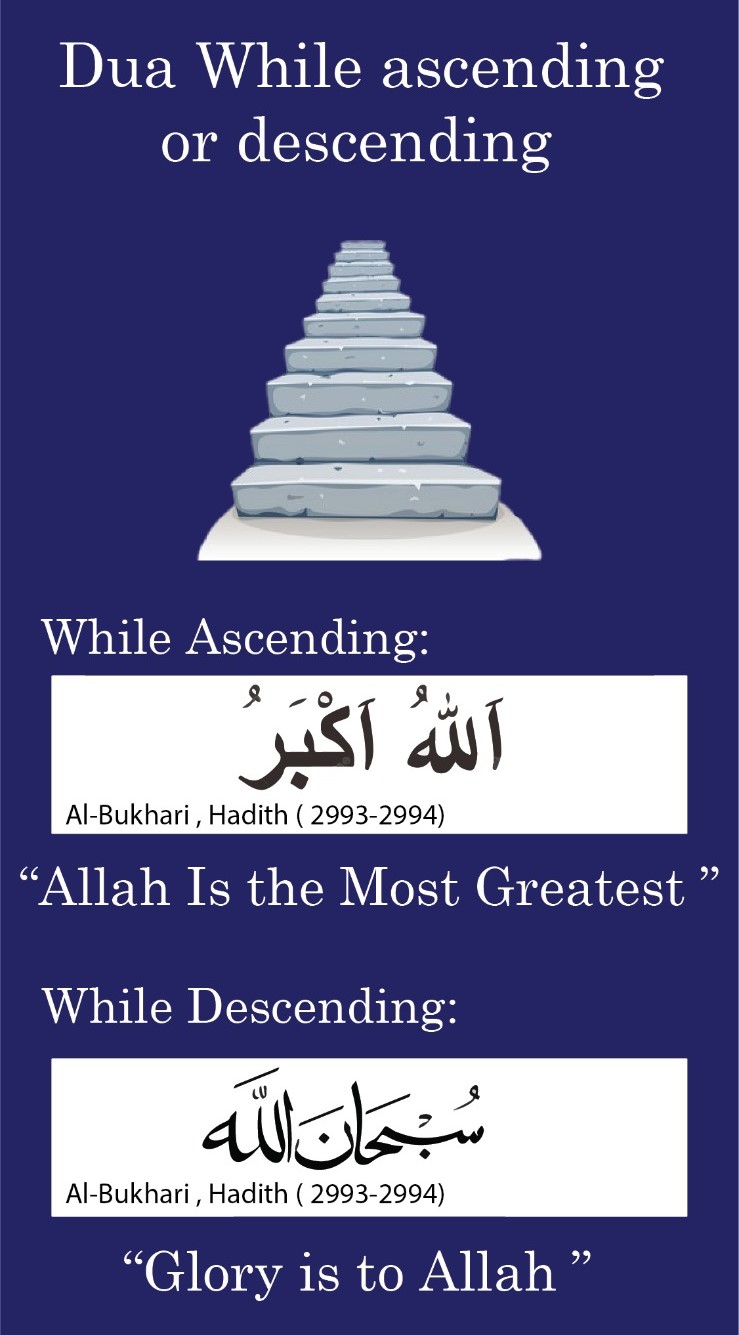 Dua While ascending
or descending
While Ascending:
اَللّٰهُ اَكْبَرُ
Al-Bukhari , Hadith ( 2993-2994)
“Allah Is the Most Greatest ”
While Descending:
سُبْحَانَ اللَّه
Al-Bukhari , Hadith ( 2993-2994)
“Glory is to Allah ”